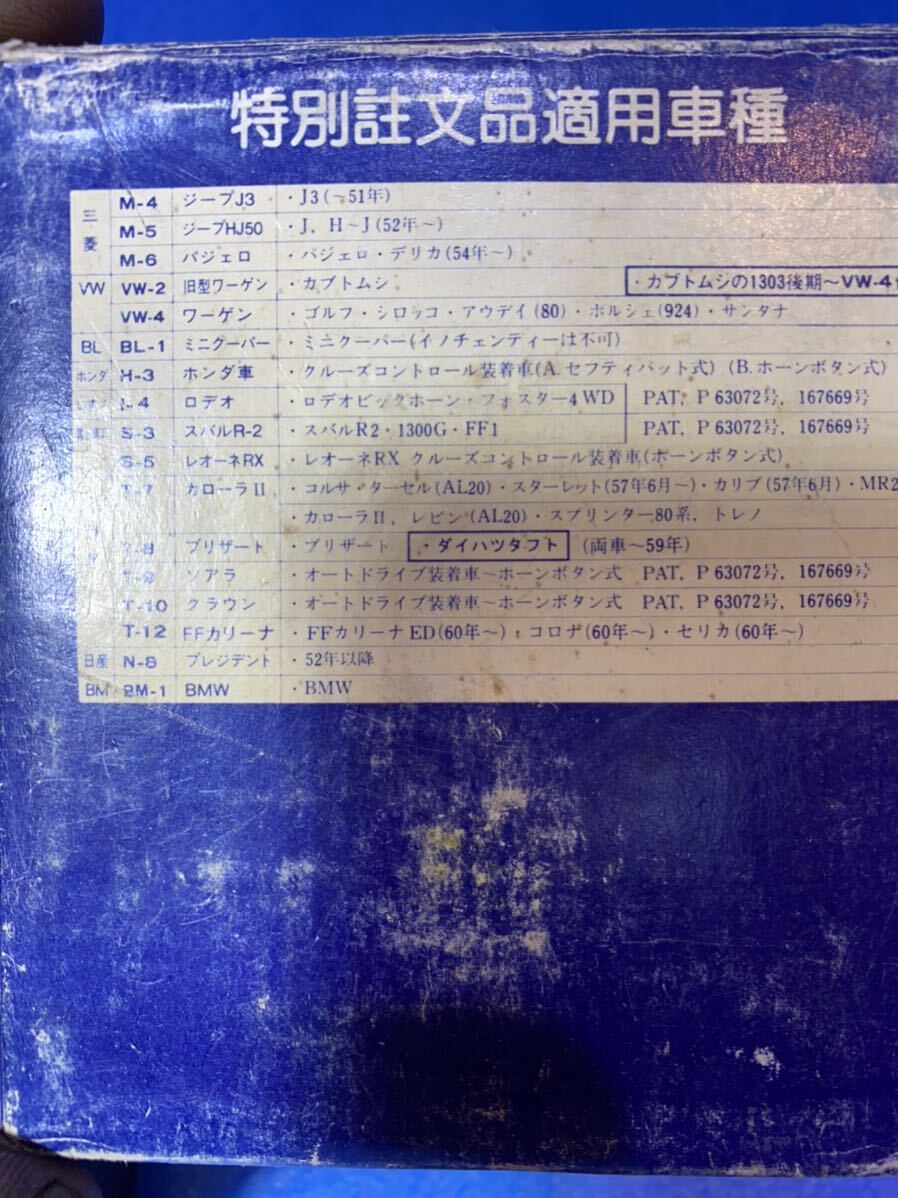 特別註文品適用車種
三菱 M-4 ジープJ3 ・J3(〜51年)
M-5 ジープHJ50 ・J, H〜J(52年〜)
M-6 パジェロ ・パジェロ・デリカ(54年〜)
VW VW-2 旧型ワーゲン ・カブトムシ ・カブトムシの1303後期〜VW-4
VW-4 ワーゲン ・ゴルフ・シロッコ・アウデイ(80)・ポルシェ(924)・サンタナ
BL BL-1 ミニクーパー ・ミニクーパー(イノチェンティーは不可)
ホンダ H-3 ホンダ車 ・クルーズコントロール装着車(A.セフティパット式)(B.ホーンボタン式)
-4 ロデオ ・ロデオビックホーン・フォスター4WD PAT, P 63072号, 167669号
S-3 スバルR-2 ・スバルR2・1300G・FF1 PAT, P 63072号, 167669号
S-5 レオーネRX ・レオーネRX クルーズコントロール装着車(ホーンボタン式)
T-7 カローラII ・コルサ・ターセル(AL20)・スターレット(57年6月〜)・カリブ(57年6月)・MR2
・カローラII, レビン(AL20)・スプリンター80系, トレノ
T-8 ブリザート ・ブリザート ・ダイハツタフト (両車〜59年)
T-9 ソアラ ・オートドライブ装着車〜ホーンボタン式 PAT, P 63072号, 167669号
T-10 クラウン ・オートドライブ装着車〜ホーンボタン式 PAT, P 63072号, 167669号
T-12 FFカリーナ ・FFカリーナED(60年〜)・コロナ(60年〜)・セリカ(60年〜)
日産 N-8 プレジデント ・52年以降
BM BM-1 BMW ・BMW